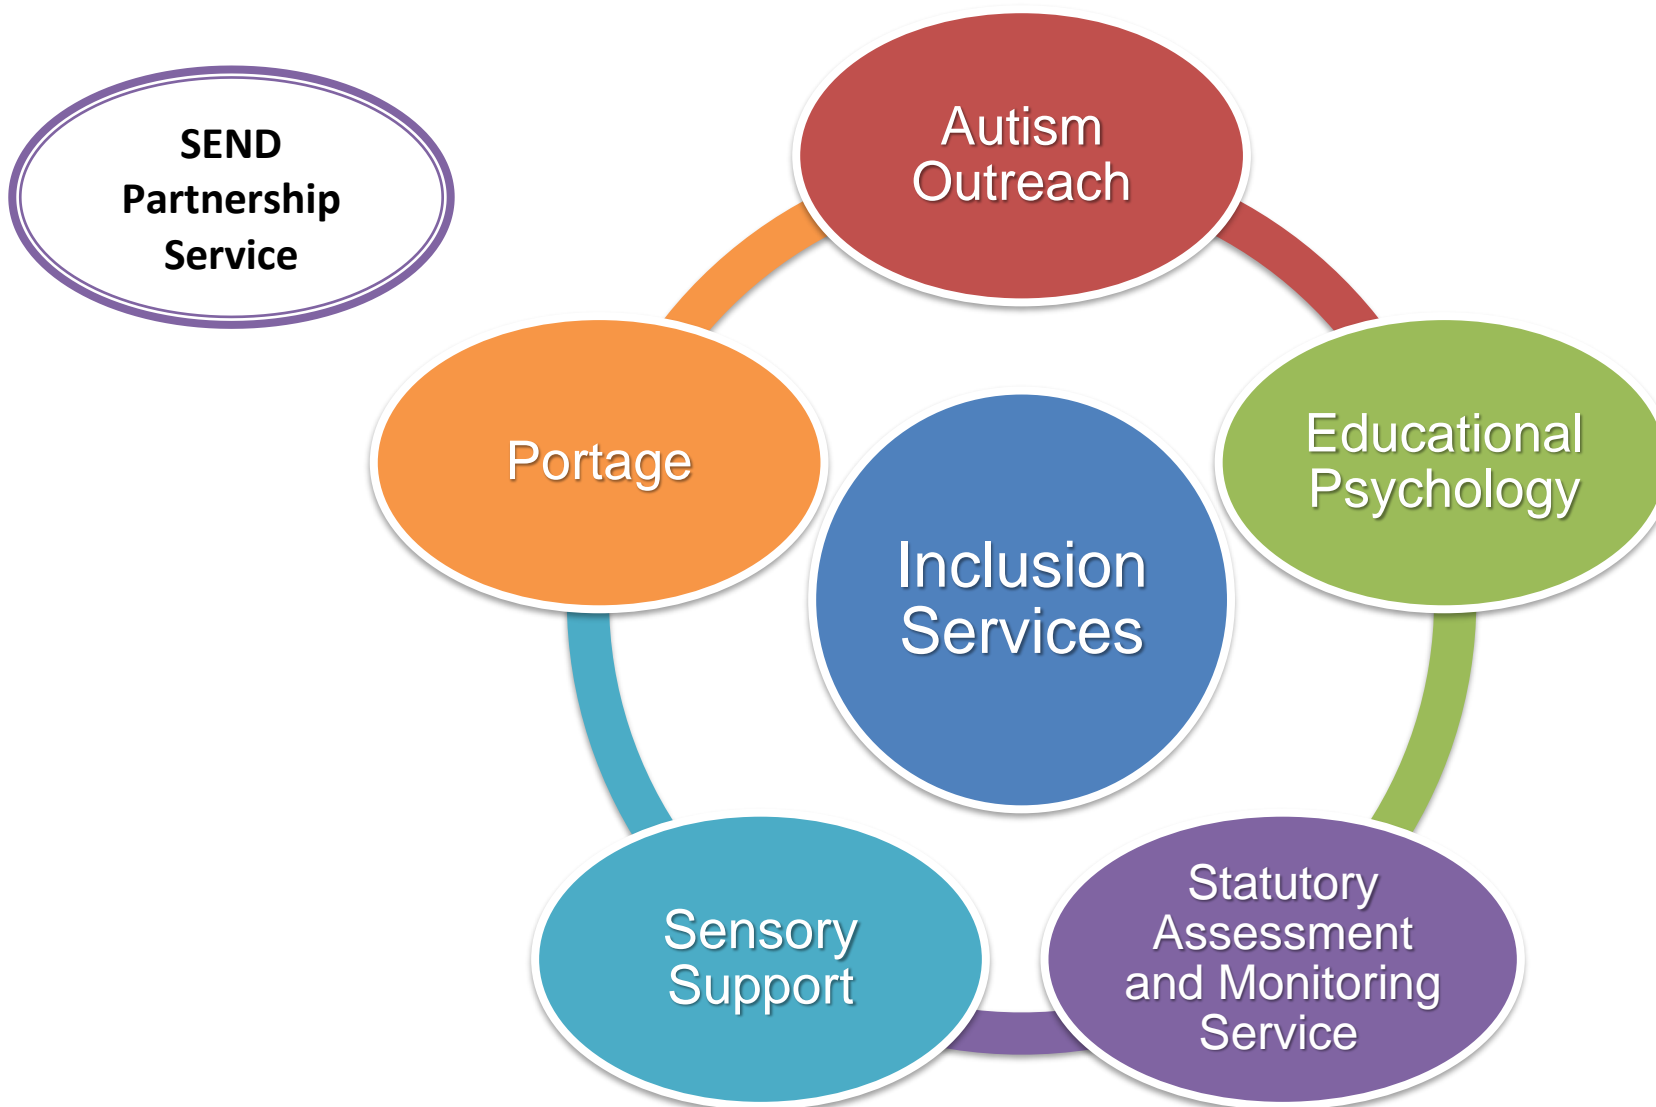 SEND
Partnership
Service
Autism
Outreach
Portage
Educational
Psychology
Inclusion
Services
Sensory
Support
Statutory
Assessment
and Monitoring
Service